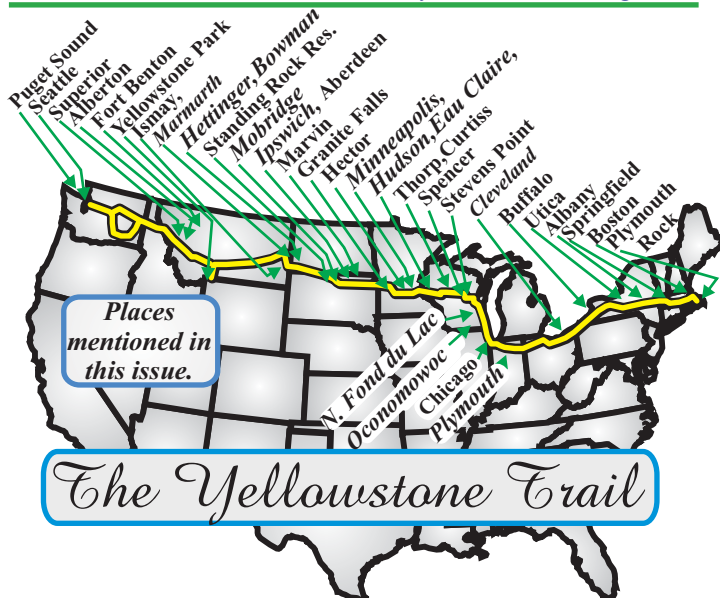 Puget Sound
Seattle
Superior
Alberton
Fort Benton
Yellowstone Park
Ismay,
Marmarth
Hettinger, Bowman
Standing Rock Res.
Mobridge
Ipswich, Aberdeen
Marvin
Granite Falls
Hector
Minneapolis,
Hudson, Eau Claire,
Thorp, Curtiss
Spencer
Stevens Point
Cleveland
Buffalo
Utica
Albany
Springfield
Boston
Plymouth
Rock
N. Fond du Lac
Oconomowoc
Chicago
Plymouth
Places
mentioned in
this issue.
The Yellowstone Trail